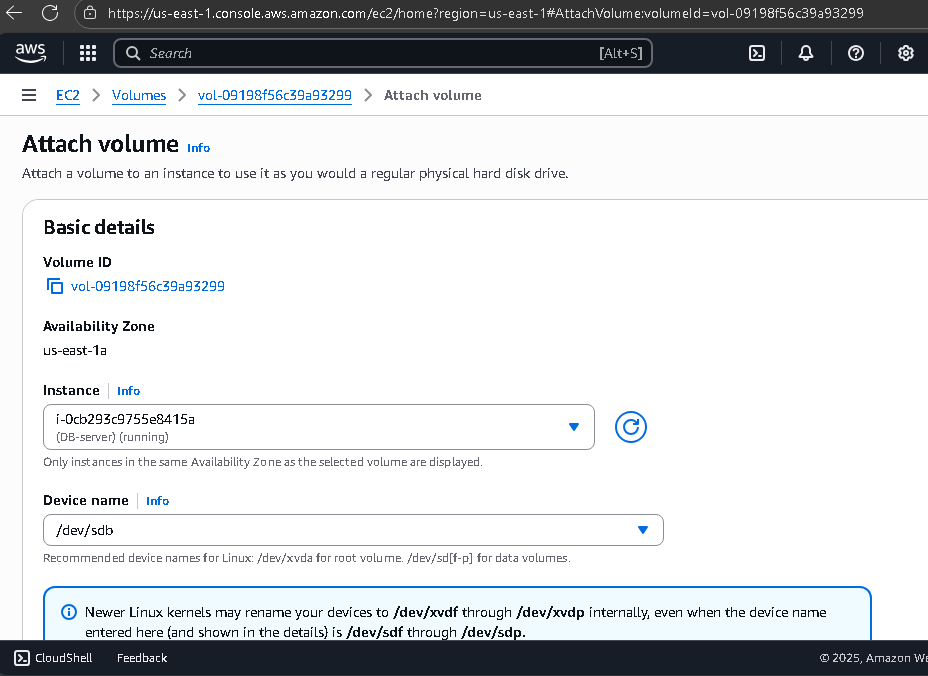 https://us-east-1.console.aws.amazon.com/ec2/home?region=us-east-1#AttachVolume:volumeId=vol-09198f56c39a93299
aws
Search [Alt+S]
EC2 > Volumes > vol-09198f56c39a93299 > Attach volume
Attach volume Info
Attach a volume to an instance to use it as you would a regular physical hard disk drive.
Basic details
Volume ID
vol-09198f56c39a93299
Availability Zone
us-east-1a
Instance Info
i-0cb293c9755e8415a
(DB-server) (running)
Only instances in the same Availability Zone as the selected volume are displayed.
Device name Info
/dev/sdb
Recommended device names for Linux: /dev/xvda for root volume. /dev/sd[f-p] for data volumes.
Newer Linux kernels may rename your devices to /dev/xvdf through /dev/xvdp internally, even when the device name
entered here (and shown in the details) is /dev/sdf through /dev/sdp.
CloudShell Feedback © 2025, Amazon We